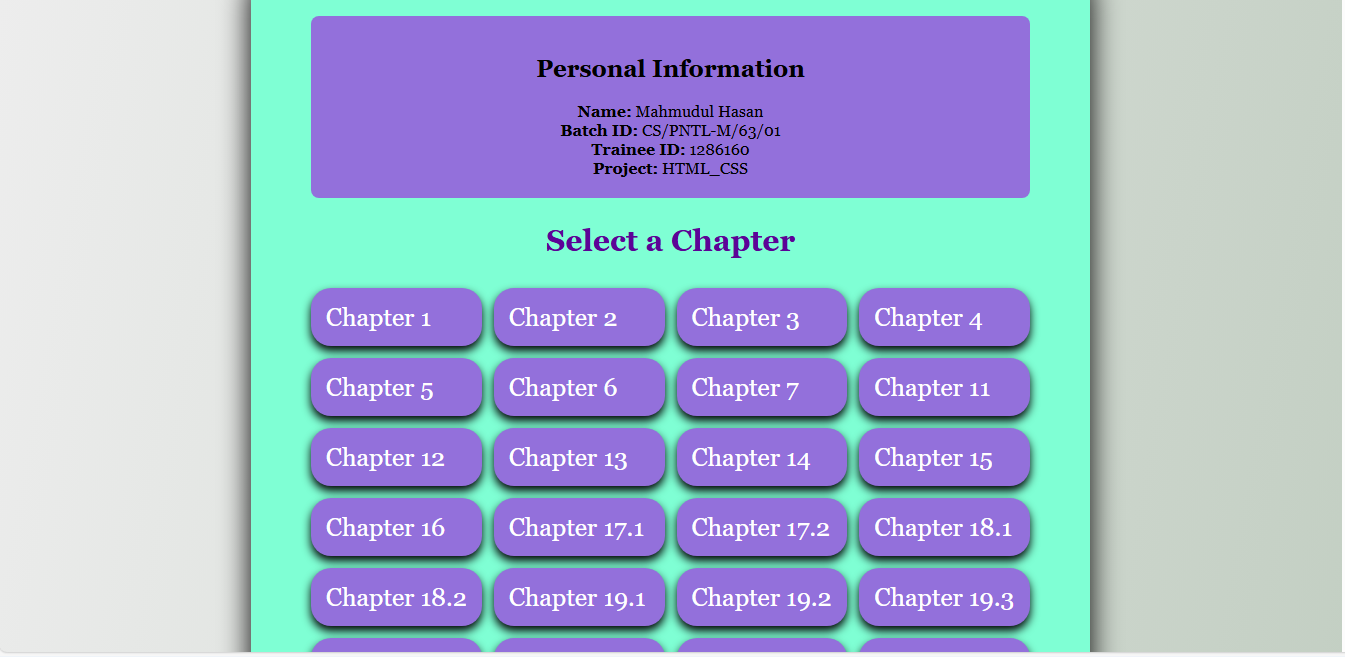 Personal Information
Name: Mahmudul Hasan
Batch ID: CS/PNTL-M/63/01
Trainee ID: 1286160
Project: HTML_CSS
Select a Chapter
Chapter 1
Chapter 2
Chapter 3
Chapter 4
Chapter 5
Chapter 6
Chapter 7
Chapter 11
Chapter 12
Chapter 13
Chapter 14
Chapter 15
Chapter 16
Chapter 17.1
Chapter 17.2
Chapter 18.1
Chapter 18.2
Chapter 19.1
Chapter 19.2
Chapter 19.3